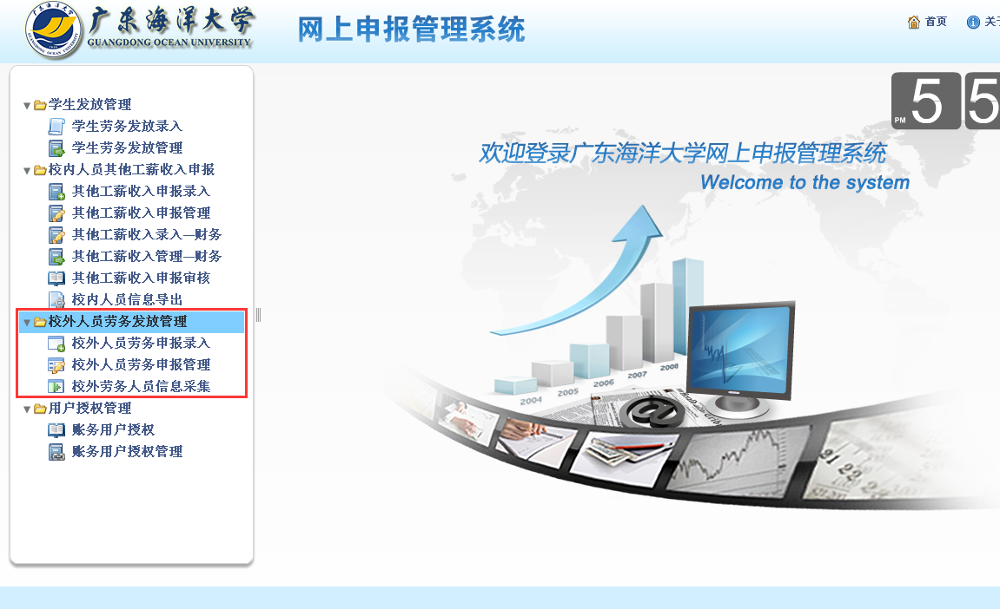 广东海洋大学
GUANGDONG OCEAN UNIVERSITY
网上申报管理系统
首页
关于
学生发放管理
学生劳务发放录入
学生劳务发放管理
校内人员其他工薪收入申报
其他工薪收入申报录入
其他工薪收入申报管理
其他工薪收入录入—财务
其他工薪收入管理—财务
其他工薪收入申报审核
校内人员信息导出
校外人员劳务发放管理
校外人员劳务申报录入
校外人员劳务申报管理
校外劳务人员信息采集
用户授权管理
账务用户授权
账务用户授权管理
PM 5 5
欢迎登录广东海洋大学网上申报管理系统
Welcome to the system
2004 2005 2006 2007 2008
@